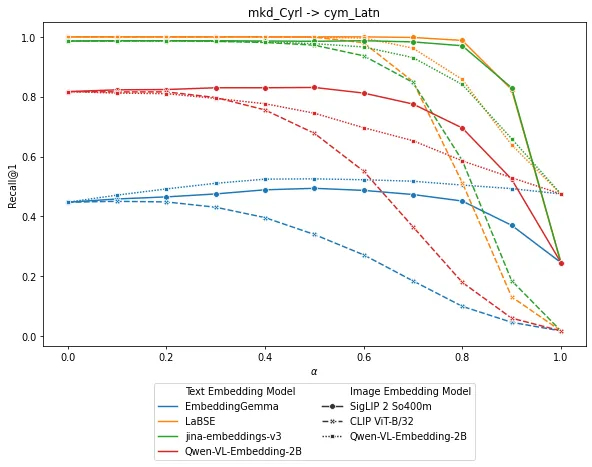 mkd_Cyrl -> cym_Latn
Recall@1
1.0
0.8
0.6
0.4
0.2
0.0
0.0 0.2 0.4 0.6 0.8 1.0
α
Text Embedding Model
EmbeddingGemma
LaBSE
jina-embeddings-v3
Qwen-VL-Embedding-2B
Image Embedding Model
SigLIP 2 So400m
CLIP ViT-B/32
Qwen-VL-Embedding-2B